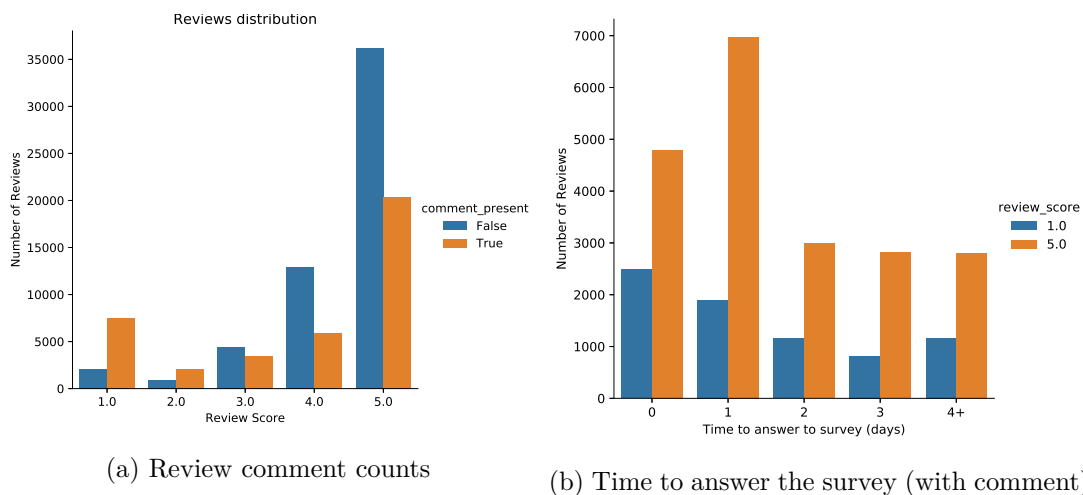 Reviews distribution
Number of Reviews
35000
30000
25000
20000
15000
10000
5000
0
1.0 2.0 3.0 4.0 5.0
Review Score
comment_present
False
True
(a) Review comment counts
Number of Reviews
7000
6000
5000
4000
3000
2000
1000
0
0 1 2 3 4+
Time to answer to survey (days)
review_score
1.0
5.0
(b) Time to answer the survey (with comment)